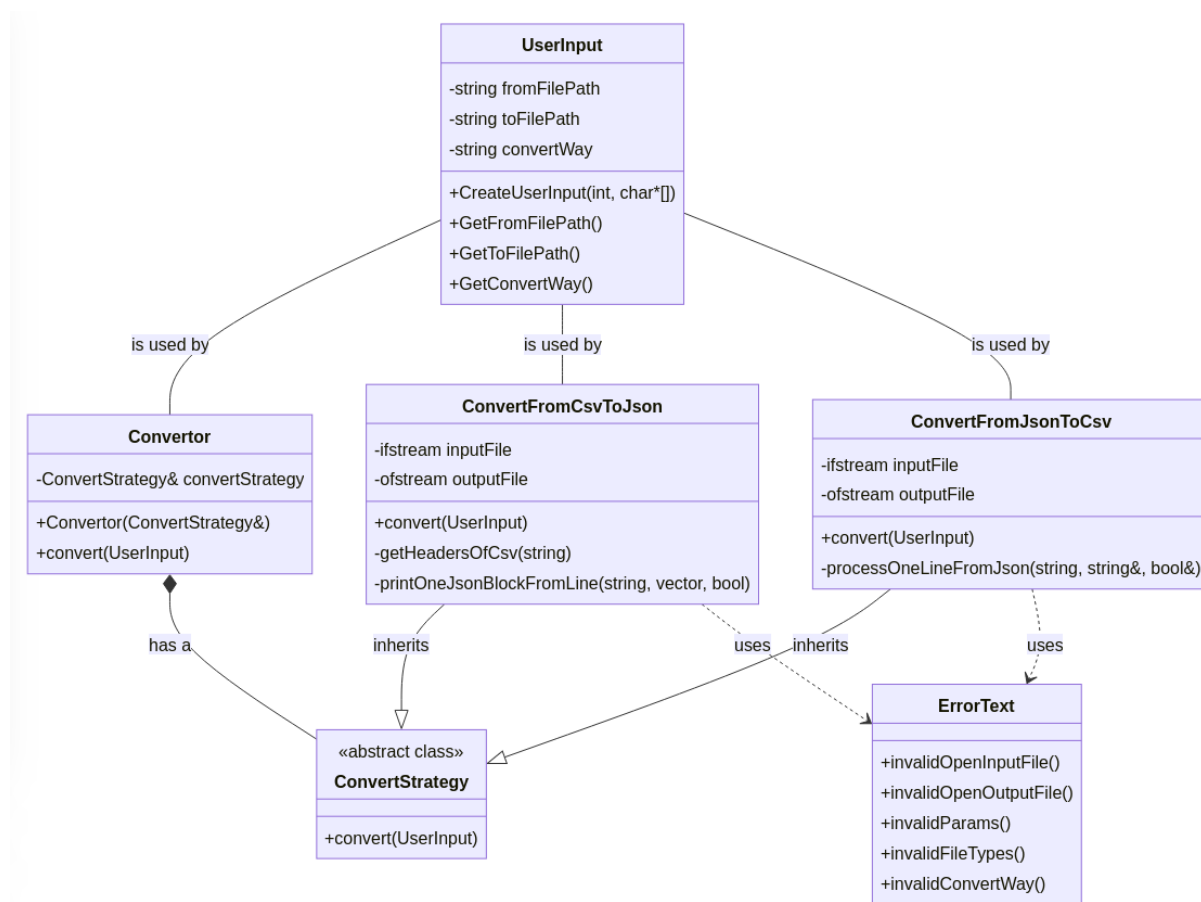 UserInput
-string fromFilePath
-string toFilePath
-string convertWay
+CreateUserInput(int, char*[])
+GetFromFilePath()
+GetToFilePath()
+GetConvertWay()
is used by
is used by
is used by
Convertor
-ConvertStrategy& convertStrategy
+Convertor(ConvertStrategy&)
+convert(UserInput)
ConvertFromCsvToJson
-ifstream inputFile
-ofstream outputFile
+convert(UserInput)
-getHeadersOfCsv(string)
-printOneJsonBlockFromLine(string, vector, bool)
ConvertFromJsonToCsv
-ifstream inputFile
-ofstream outputFile
+convert(UserInput)
-processOneLineFromJson(string, string&, bool&)
has a
inherits
uses
inherits
uses
«abstract class»
ConvertStrategy
+convert(UserInput)
ErrorText
+invalidOpenInputFile()
+invalidOpenOutputFile()
+invalidParams()
+invalidFileTypes()
+invalidConvertWay()